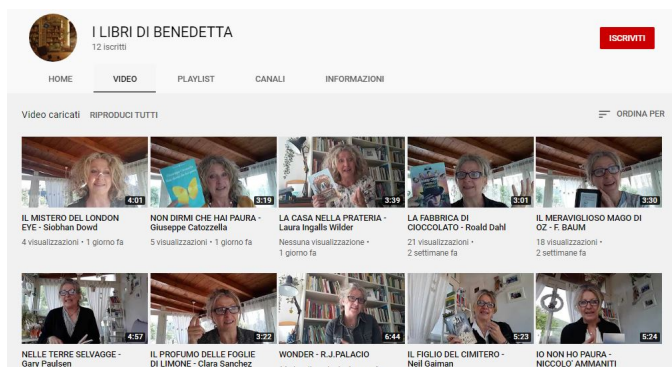 I LIBRI DI BENEDETTA
12 iscritti
ISCRIVITI
HOME VIDEO PLAYLIST CANALI INFORMAZIONI
Video caricati RIPRODUCI TUTTI ORDINA PER
4:01 3:19 3:39 3:01 3:30
IL MISTERO DEL LONDON
EYE - Siobhan Dowd
4 visualizzazioni • 1 giorno fa
NON DIRMI CHE HAI PAURA -
Giuseppe Catozzella
5 visualizzazioni • 1 giorno fa
LA CASA NELLA PRATERIA -
Laura Ingalls Wilder
Nessuna visualizzazione •
1 giorno fa
LA FABBRICA DI
CIOCCOLATO - Roald Dahl
21 visualizzazioni •
2 settimane fa
IL MERAVIGLIOSO MAGO DI
OZ - F. BAUM
18 visualizzazioni •
2 settimane fa
4:57 3:22 6:44 5:23 5:24
NELLE TERRE SELVAGGE -
Gary Paulsen
IL PROFUMO DELLE FOGLIE
DI LIMONE - Clara Sanchez
WONDER - R.J.PALACIO
IL FIGLIO DEL CIMITERO -
Neil Gaiman
IO NON HO PAURA -
NICCOLO' AMMANITI